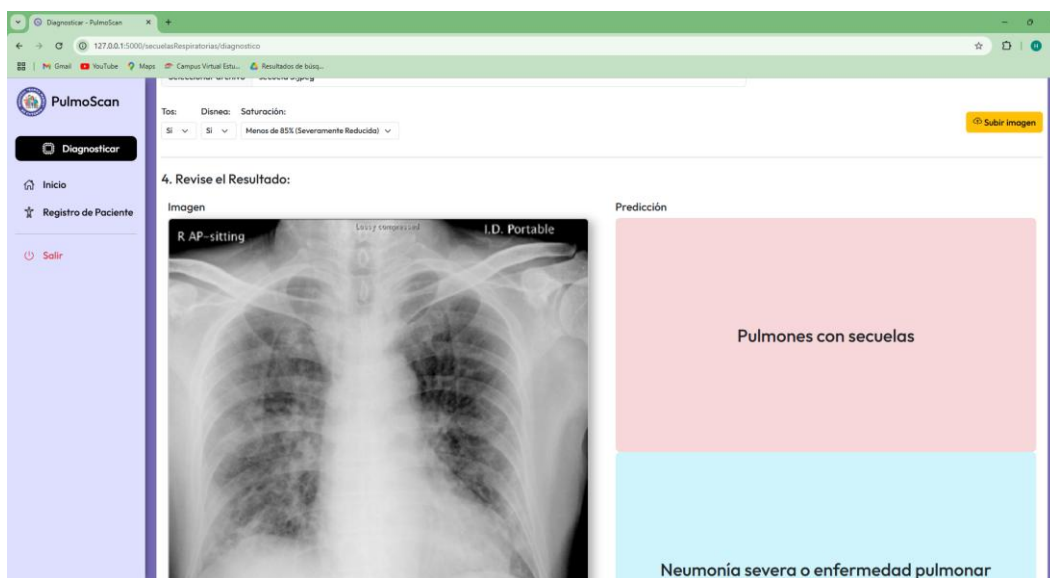 Diagnosticar - PulmoScan
127.0.0.1:5000/secuelasRespiratorias/diagnostico
Gmail YouTube Maps Campus Virtual Estu... Resultados de búsq...
PulmoScan
Diagnosticar
Inicio
Registro de Paciente
Salir
Seleccionar archivo
Tos: Disnea: Saturación:
Si Si Menos de 85% (Severamente Reducida)
Subir imagen
4. Revise el Resultado:
Imagen
Predicción
R AP-sitting
Lossy compressed
I.D. Portable
Pulmones con secuelas
Neumonía severa o enfermedad pulmonar